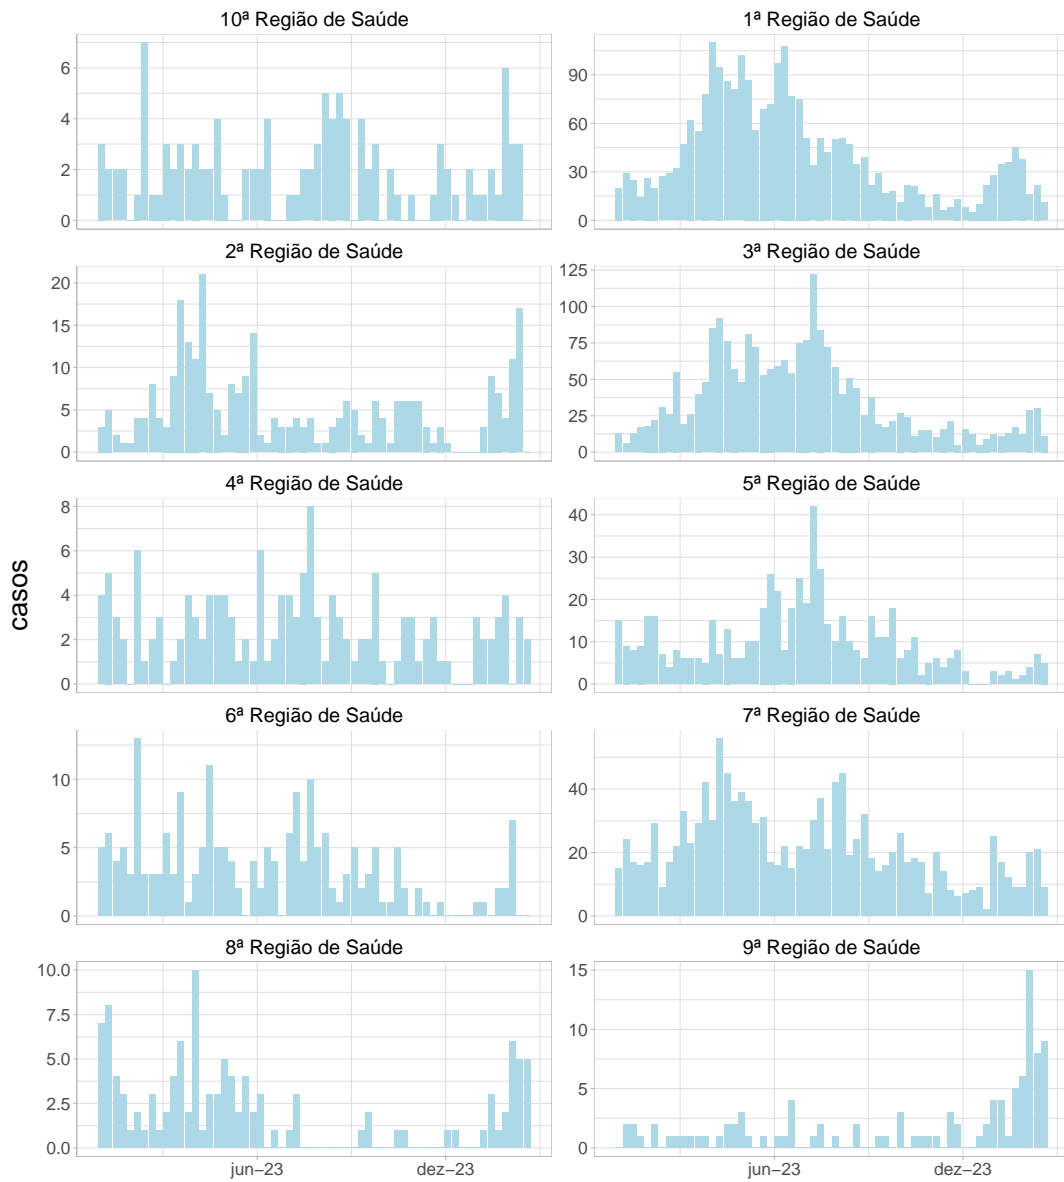 10ª Região de Saúde
1ª Região de Saúde
6
4
2
0
90
60
30
0
2ª Região de Saúde
3ª Região de Saúde
20
15
10
5
0
125
100
75
50
25
0
4ª Região de Saúde
5ª Região de Saúde
8
6
4
2
0
40
30
20
10
0
casos
6ª Região de Saúde
7ª Região de Saúde
10
5
0
40
20
0
8ª Região de Saúde
9ª Região de Saúde
10.0
7.5
5.0
2.5
0.0
15
10
5
0
jun−23
dez−23
jun−23
dez−23